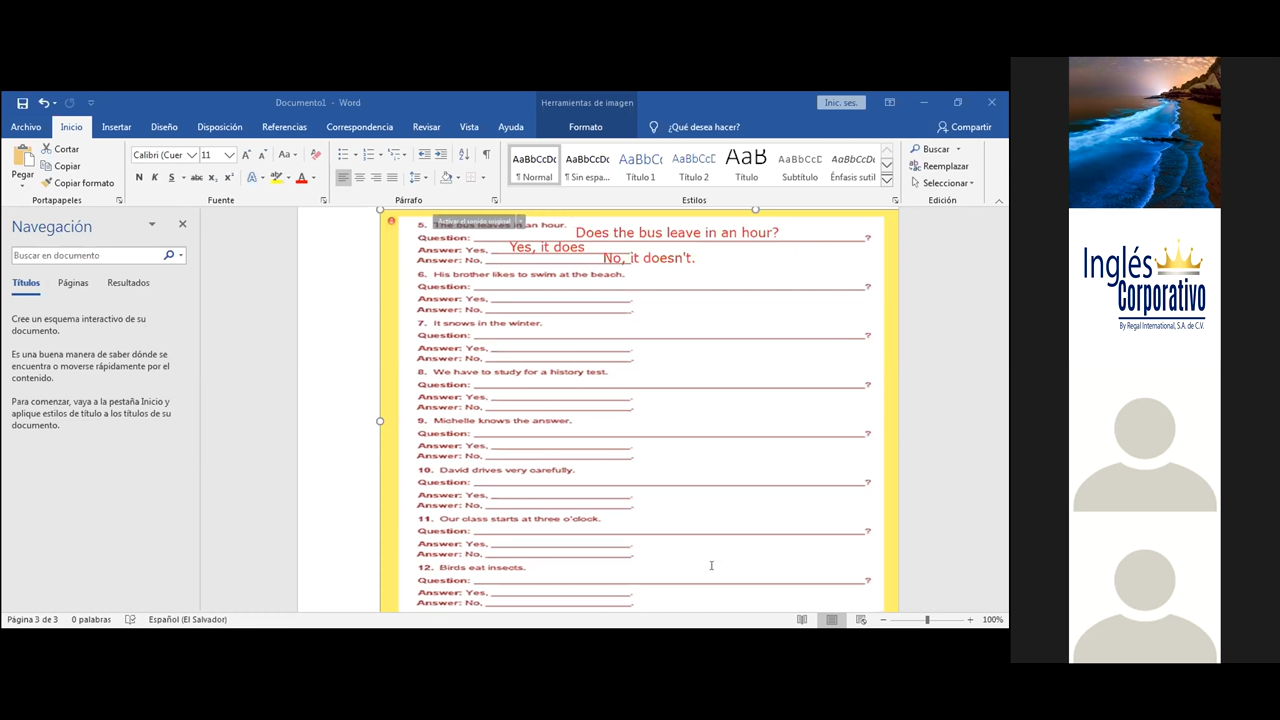 Documento1 - Word
Herramientas de imagen
Inic. ses.
Archivo Inicio Insertar Diseño Disposición Referencias Correspondencia Revisar Vista Ayuda Formato ¿Qué desea hacer? Compartir
Pegar
Cortar
Copiar
Copiar formato
Portapapeles
Calibri (Cuer 11
Fuente
Párrafo
AaBbCcDc AaBbCcDc AaBbCc AaBbCcD AaB AaBbCcD AaBbCcDc
¶ Normal ¶ Sin espa... Título 1 Título 2 Título Subtítulo Énfasis sutil
Estilos
Buscar
Reemplazar
Seleccionar
Edición
Navegación
Buscar en documento
Títulos Páginas Resultados
Cree un esquema interactivo de su
documento.
Es una buena manera de saber dónde se
encuentra o moverse rápidamente por el
contenido.
Para comenzar, vaya a la pestaña Inicio y
aplique estilos de título a los títulos de su
documento.
Activar el sonido original
5. The bus leaves in an hour.
Question: Does the bus leave in an hour? ?
Answer: Yes, Yes, it does
Answer: No, No, it doesn't.
6. His brother likes to swim at the beach.
Question: ?
Answer: Yes, .
Answer: No, .
7. It snows in the winter.
Question: ?
Answer: Yes, .
Answer: No, .
8. We have to study for a history test.
Question: ?
Answer: Yes, .
Answer: No, .
9. Michelle knows the answer.
Question: ?
Answer: Yes, .
Answer: No, .
10. David drives very carefully.
Question: ?
Answer: Yes, .
Answer: No, .
11. Our class starts at three o'clock.
Question: ?
Answer: Yes, .
Answer: No, .
12. Birds eat insects.
Question: ?
Answer: Yes, .
Answer: No, .
Página 3 de 3 0 palabras Español (El Salvador) 100%
Inglés
Corporativo
By Regal International, S.A. de C.V.